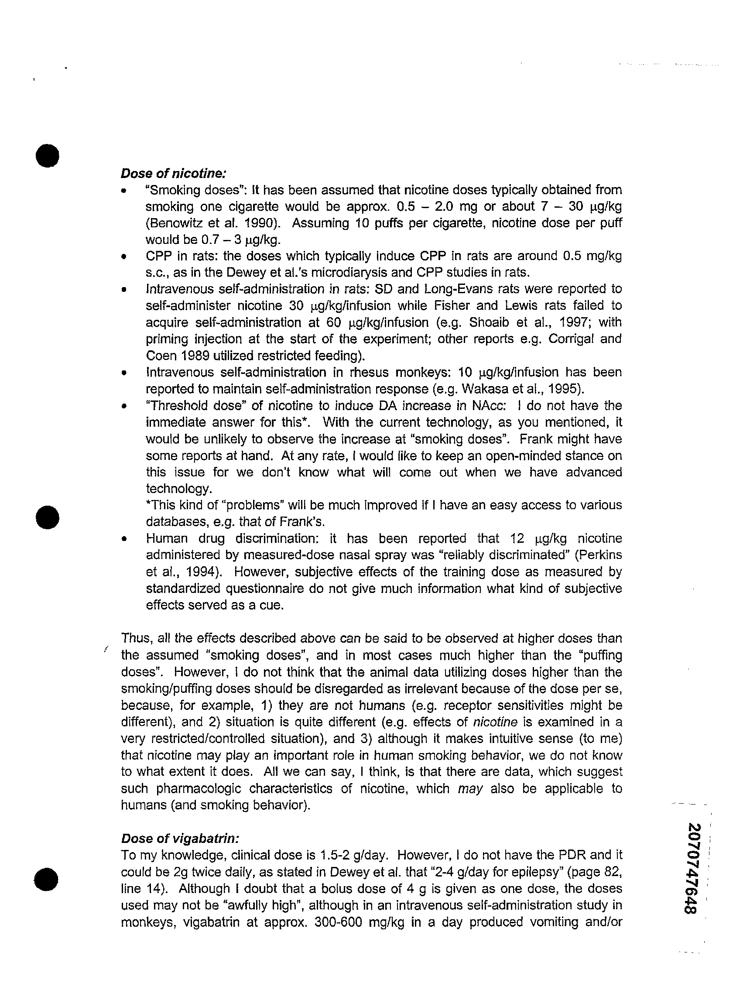 Dose of nicotine:
• "Smoking doses": It has been assumed that nicotine doses typically obtained from
smoking one cigarette would be approx. 0.5 – 2.0 mg or about 7 – 30 µg/kg
(Benowitz et al. 1990). Assuming 10 puffs per cigarette, nicotine dose per puff
would be 0.7 – 3 µg/kg.
• CPP in rats: the doses which typically induce CPP in rats are around 0.5 mg/kg
s.c., as in the Dewey et al.'s microdiarysis and CPP studies in rats.
• Intravenous self-administration in rats: SD and Long-Evans rats were reported to
self-administer nicotine 30 µg/kg/infusion while Fisher and Lewis rats failed to
acquire self-administration at 60 µg/kg/infusion (e.g. Shoaib et al., 1997; with
priming injection at the start of the experiment; other reports e.g. Corrigal and
Coen 1989 utilized restricted feeding).
• Intravenous self-administration in rhesus monkeys: 10 µg/kg/infusion has been
reported to maintain self-administration response (e.g. Wakasa et al., 1995).
• "Threshold dose" of nicotine to induce DA increase in NAcc: I do not have the
immediate answer for this*. With the current technology, as you mentioned, it
would be unlikely to observe the increase at "smoking doses". Frank might have
some reports at hand. At any rate, I would like to keep an open-minded stance on
this issue for we don't know what will come out when we have advanced
technology.
*This kind of "problems" will be much improved if I have an easy access to various
databases, e.g. that of Frank's.
• Human drug discrimination: it has been reported that 12 µg/kg nicotine
administered by measured-dose nasal spray was "reliably discriminated" (Perkins
et al., 1994). However, subjective effects of the training dose as measured by
standardized questionnaire do not give much information what kind of subjective
effects served as a cue.
Thus, all the effects described above can be said to be observed at higher doses than
the assumed "smoking doses", and in most cases much higher than the "puffing
doses". However, I do not think that the animal data utilizing doses higher than the
smoking/puffing doses should be disregarded as irrelevant because of the dose per se,
because, for example, 1) they are not humans (e.g. receptor sensitivities might be
different), and 2) situation is quite different (e.g. effects of nicotine is examined in a
very restricted/controlled situation), and 3) although it makes intuitive sense (to me)
that nicotine may play an important role in human smoking behavior, we do not know
to what extent it does. All we can say, I think, is that there are data, which suggest
such pharmacologic characteristics of nicotine, which may also be applicable to
humans (and smoking behavior).
Dose of vigabatrin:
To my knowledge, clinical dose is 1.5-2 g/day. However, I do not have the PDR and it
could be 2g twice daily, as stated in Dewey et al. that "2-4 g/day for epilepsy" (page 82,
line 14). Although I doubt that a bolus dose of 4 g is given as one dose, the doses
used may not be "awfully high", although in an intravenous self-administration study in
monkeys, vigabatrin at approx. 300-600 mg/kg in a day produced vomiting and/or
2070747648